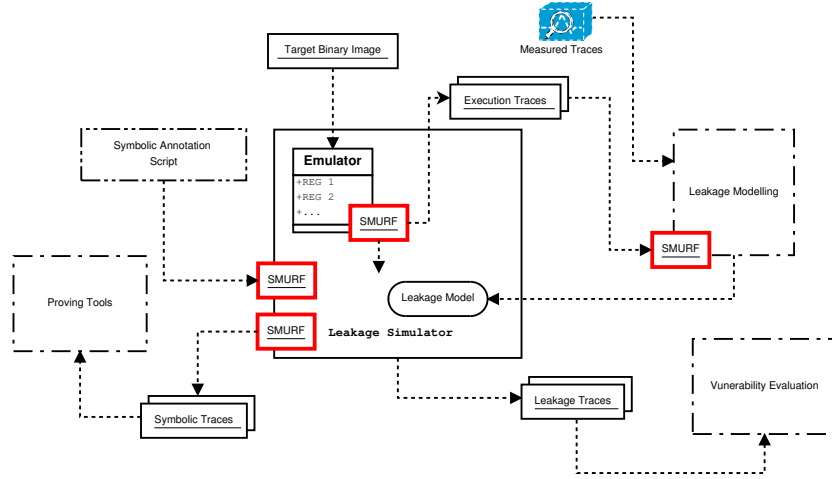 Target Binary Image
Measured Traces
Execution Traces
Symbolic Annotation
Script
Emulator
+REG 1
+REG 2
+...
SMURF
Leakage Modelling
SMURF
SMURF
Leakage Model
Proving Tools
SMURF
Leakage Simulator
Symbolic Traces
Leakage Traces
Vunerability Evaluation